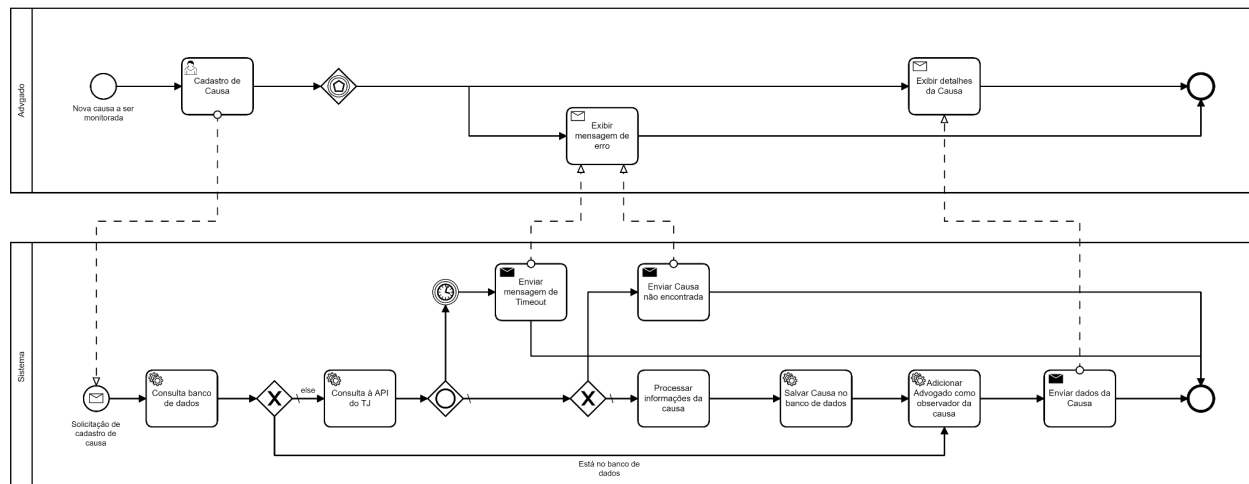 Advgado
Nova causa a ser
monitorada
Cadastro de
Causa
Exibir
mensagem de
erro
Exibir detalhes
da Causa
Sistema
Solicitação de
cadastro de
causa
Consulta banco
de dados
else
Consulta à API
do TJ
Enviar
mensagem de
Timeout
Enviar Causa
não encontrada
Processar
informações da
causa
Salvar Causa no
banco de dados
Adicionar
Advogado como
observador da
causa
Enviar dados da
Causa
Está no banco de
dados